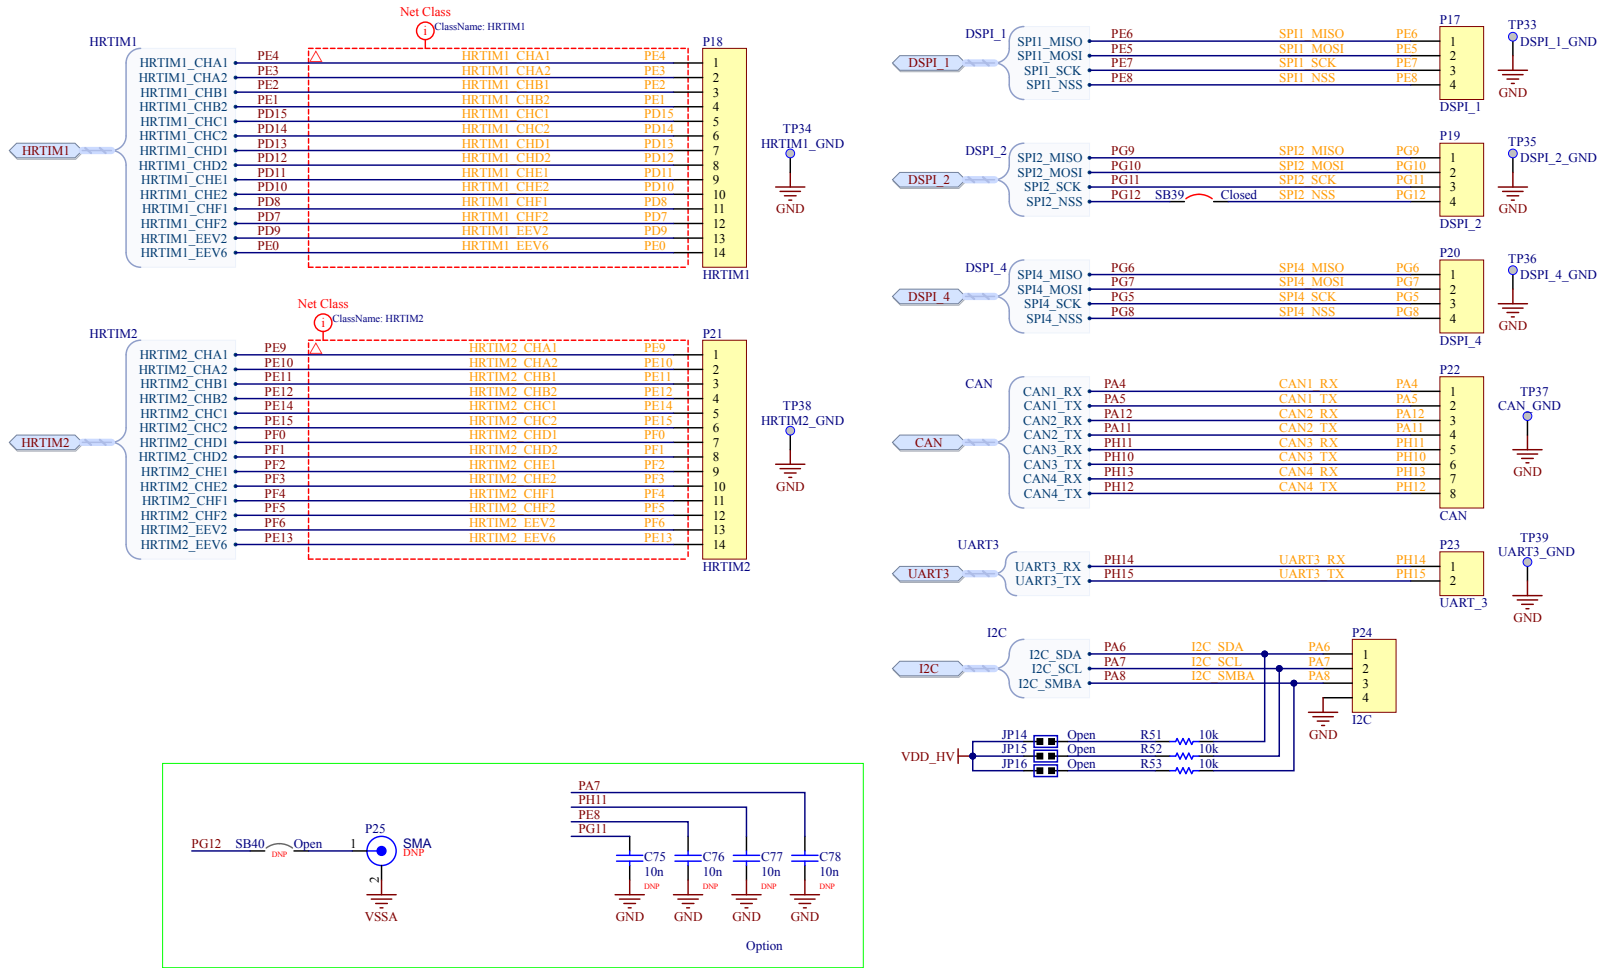 Net Class
ClassName: HRTIM1
HRTIM1
HRTIM1
P18
HRTIM1_CHA1 PE4 HRTIM1_CHA1 PE4 1
HRTIM1_CHA2 PE3 HRTIM1_CHA2 PE3 2
HRTIM1_CHB1 PE2 HRTIM1_CHB1 PE2 3
HRTIM1_CHB2 PE1 HRTIM1_CHB2 PE1 4
HRTIM1_CHC1 PD15 HRTIM1_CHC1 PD15 5
HRTIM1_CHC2 PD14 HRTIM1_CHC2 PD14 6
HRTIM1_CHD1 PD13 HRTIM1_CHD1 PD13 7
HRTIM1_CHD2 PD12 HRTIM1_CHD2 PD12 8
HRTIM1_CHE1 PD11 HRTIM1_CHE1 PD11 9
HRTIM1_CHE2 PD10 HRTIM1_CHE2 PD10 10
HRTIM1_CHF1 PD8 HRTIM1_CHF1 PD8 11
HRTIM1_CHF2 PD7 HRTIM1_CHF2 PD7 12
HRTIM1_EEV2 PD9 HRTIM1_EEV2 PD9 13
HRTIM1_EEV6 PE0 HRTIM1_EEV6 PE0 14
HRTIM1
TP34
HRTIM1_GND
GND
Net Class
ClassName: HRTIM2
HRTIM2
HRTIM2
P21
HRTIM2_CHA1 PE9 HRTIM2_CHA1 PE9 1
HRTIM2_CHA2 PE10 HRTIM2_CHA2 PE10 2
HRTIM2_CHB1 PE11 HRTIM2_CHB1 PE11 3
HRTIM2_CHB2 PE12 HRTIM2_CHB2 PE12 4
HRTIM2_CHC1 PE14 HRTIM2_CHC1 PE14 5
HRTIM2_CHC2 PE15 HRTIM2_CHC2 PE15 6
HRTIM2_CHD1 PF0 HRTIM2_CHD1 PF0 7
HRTIM2_CHD2 PF1 HRTIM2_CHD2 PF1 8
HRTIM2_CHE1 PF2 HRTIM2_CHE1 PF2 9
HRTIM2_CHE2 PF3 HRTIM2_CHE2 PF3 10
HRTIM2_CHF1 PF4 HRTIM2_CHF1 PF4 11
HRTIM2_CHF2 PF5 HRTIM2_CHF2 PF5 12
HRTIM2_EEV2 PF6 HRTIM2_EEV2 PF6 13
HRTIM2_EEV6 PE13 HRTIM2_EEV6 PE13 14
HRTIM2
TP38
HRTIM2_GND
GND
DSPI_1
DSPI_1
P17
SPI1_MISO PE6 SPI1_MISO PE6 1
SPI1_MOSI PE5 SPI1_MOSI PE5 2
SPI1_SCK PE7 SPI1_SCK PE7 3
SPI1_NSS PE8 SPI1_NSS PE8 4
DSPI_1
TP33
DSPI_1_GND
GND
DSPI_2
DSPI_2
P19
SPI2_MISO PG9 SPI2_MISO PG9 1
SPI2_MOSI PG10 SPI2_MOSI PG10 2
SPI2_SCK PG11 SPI2_SCK PG11 3
SPI2_NSS PG12 SB39 Closed SPI2_NSS PG12 4
DSPI_2
TP35
DSPI_2_GND
GND
DSPI_4
DSPI_4
P20
SPI4_MISO PG6 SPI4_MISO PG6 1
SPI4_MOSI PG7 SPI4_MOSI PG7 2
SPI4_SCK PG5 SPI4_SCK PG5 3
SPI4_NSS PG8 SPI4_NSS PG8 4
DSPI_4
TP36
DSPI_4_GND
GND
CAN
CAN
P22
CAN1_RX PA4 CAN1_RX PA4 1
CAN1_TX PA5 CAN1_TX PA5 2
CAN2_RX PA12 CAN2_RX PA12 3
CAN2_TX PA11 CAN2_TX PA11 4
CAN3_RX PH11 CAN3_RX PH11 5
CAN3_TX PH10 CAN3_TX PH10 6
CAN4_RX PH13 CAN4_RX PH13 7
CAN4_TX PH12 CAN4_TX PH12 8
CAN
TP37
CAN_GND
GND
UART3
UART3
P23
UART3_RX PH14 UART3_RX PH14 1
UART3_TX PH15 UART3_TX PH15 2
UART_3
TP39
UART3_GND
GND
I2C
I2C
P24
I2C_SDA PA6 I2C_SDA PA6 1
I2C_SCL PA7 I2C_SCL PA7 2
I2C_SMBA PA8 I2C_SMBA PA8 3
4
I2C
GND
VDD_HV
JP14 Open R51 10k
JP15 Open R52 10k
JP16 Open R53 10k
PG12 SB40 DNP Open 1
P25
SMA
DNP
2
VSSA
PA7
PH11
PE8
PG11
C75 C76 C77 C78
10n 10n 10n 10n
DNP DNP DNP DNP
GND GND GND GND
Option